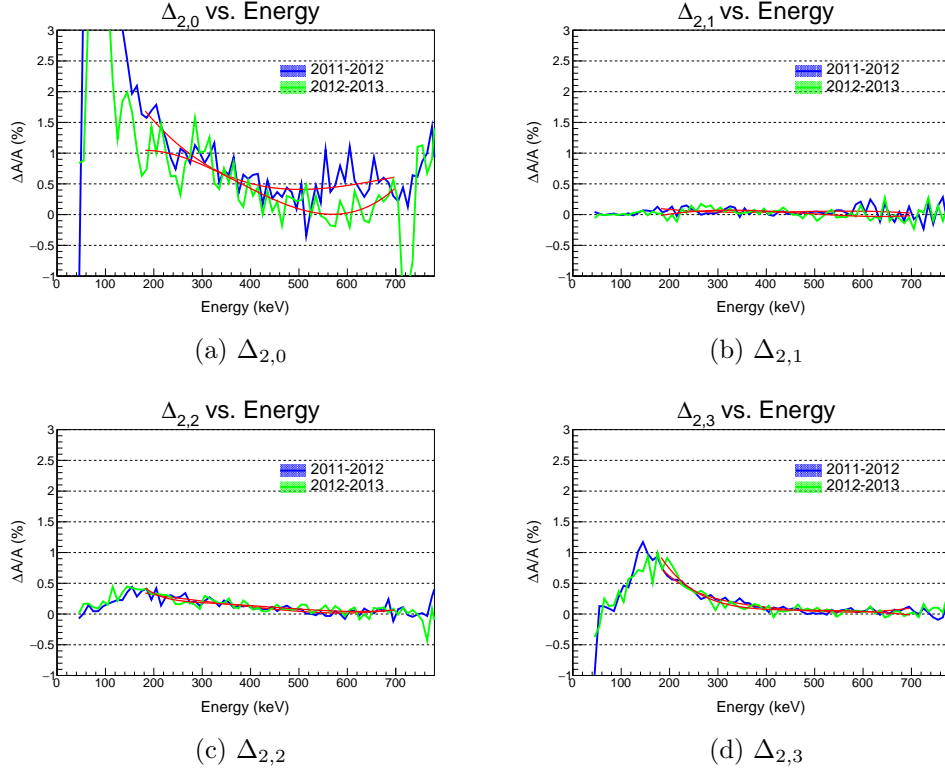 Δ2,0 vs. Energy
ΔA/A (%)
3
2.5
2
1.5
1
0.5
0
−0.5
−1
2011-2012
2012-2013
0 100 200 300 400 500 600 700
Energy (keV)
(a) Δ2,0
Δ2,1 vs. Energy
ΔA/A (%)
3
2.5
2
1.5
1
0.5
0
−0.5
−1
2011-2012
2012-2013
0 100 200 300 400 500 600 700
Energy (keV)
(b) Δ2,1
Δ2,2 vs. Energy
ΔA/A (%)
3
2.5
2
1.5
1
0.5
0
−0.5
−1
2011-2012
2012-2013
0 100 200 300 400 500 600 700
Energy (keV)
(c) Δ2,2
Δ2,3 vs. Energy
ΔA/A (%)
3
2.5
2
1.5
1
0.5
0
−0.5
−1
2011-2012
2012-2013
0 100 200 300 400 500 600 700
Energy (keV)
(d) Δ2,3